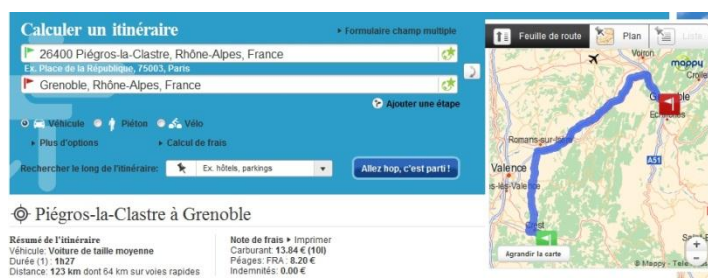 Calculer un itinéraire
▸ Formulaire champ multiple
26400 Piégros-la-Clastre, Rhône-Alpes, France
Ex. Place de la République, 75003, Paris
Grenoble, Rhône-Alpes, France
Ajouter une étape
Véhicule Piéton Vélo
▸ Plus d'options ▸ Calcul de frais
Rechercher le long de l'itinéraire: Ex. hôtels, parkings
Allez hop, c'est parti !
Feuille de route Plan Liste
Voiron
mappy
Crolle
Grenoble
Echirolles
Romans-sur-Isère
A51
Valence
Crest
Agrandir la carte
+
−
© Mappy - Tele
Piégros-la-Clastre à Grenoble
Résumé de l'itinéraire
Véhicule: Voiture de taille moyenne
Durée (1) : 1h27
Distance: 123 km dont 64 km sur voies rapides
Note de frais ▸ Imprimer
Carburant: 13.84 € (10l)
Péages: FRA : 8.20 €
Indemnités: 0.00 €